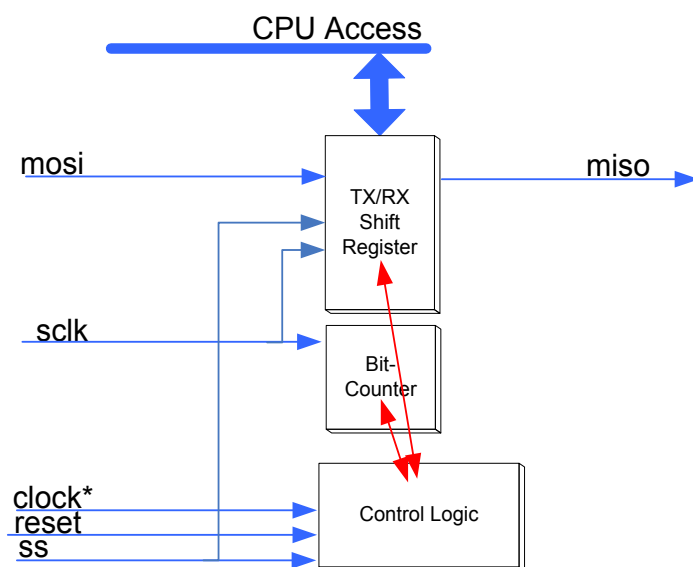 CPU Access
mosi
miso
TX/RX
Shift
Register
sclk
Bit-
Counter
clock*
reset
ss
Control Logic